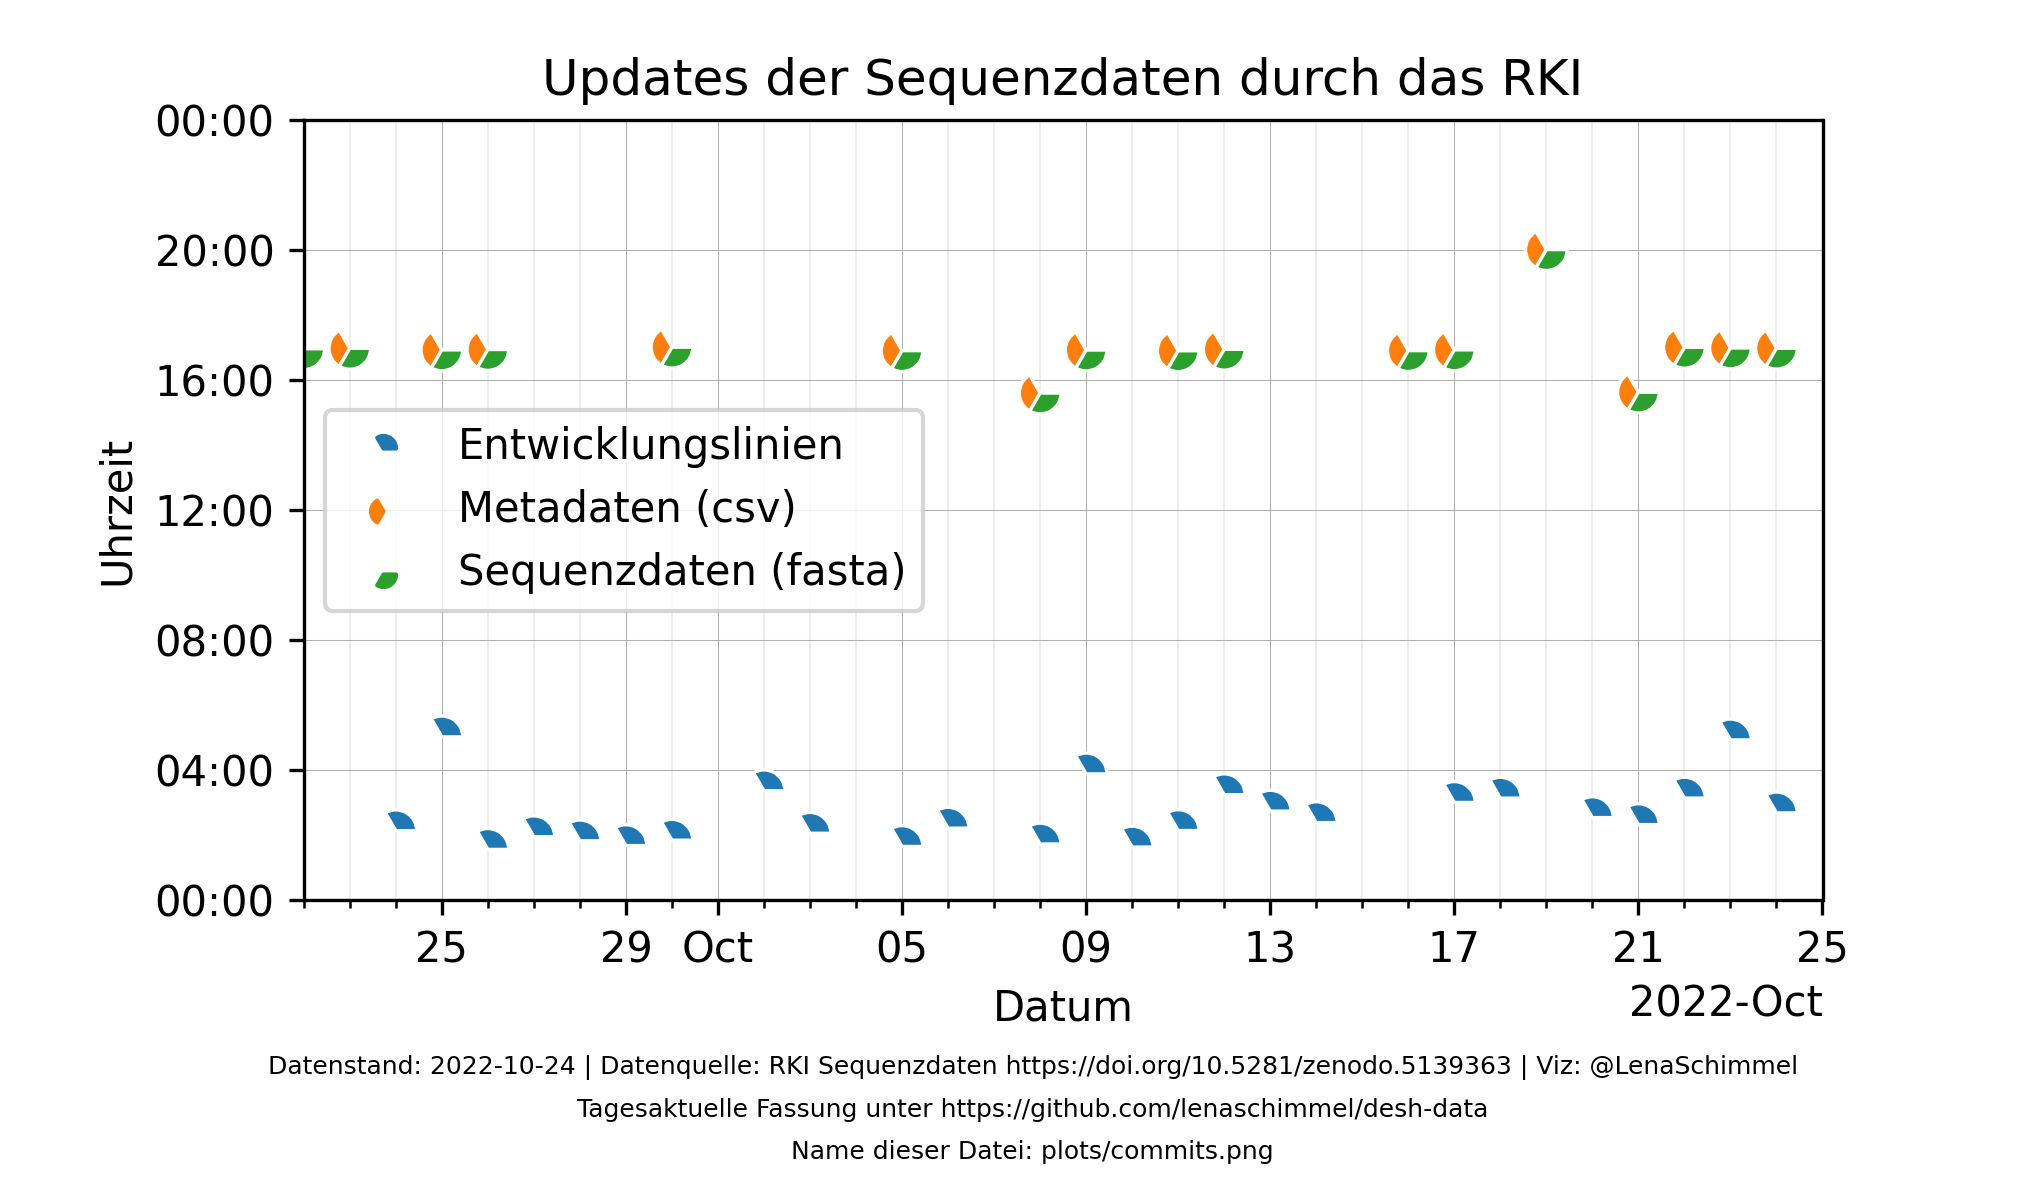 Updates der Sequenzdaten durch das RKI
00:00
20:00
16:00
12:00
08:00
04:00
00:00
Uhrzeit
Entwicklungslinien
Metadaten (csv)
Sequenzdaten (fasta)
25 29 Oct 05 09 13 17 21 25
2022-Oct
Datum
Datenstand: 2022-10-24 | Datenquelle: RKI Sequenzdaten https://doi.org/10.5281/zenodo.5139363 | Viz: @LenaSchimmel
Tagesaktuelle Fassung unter https://github.com/lenaschimmel/desh-data
Name dieser Datei: plots/commits.png